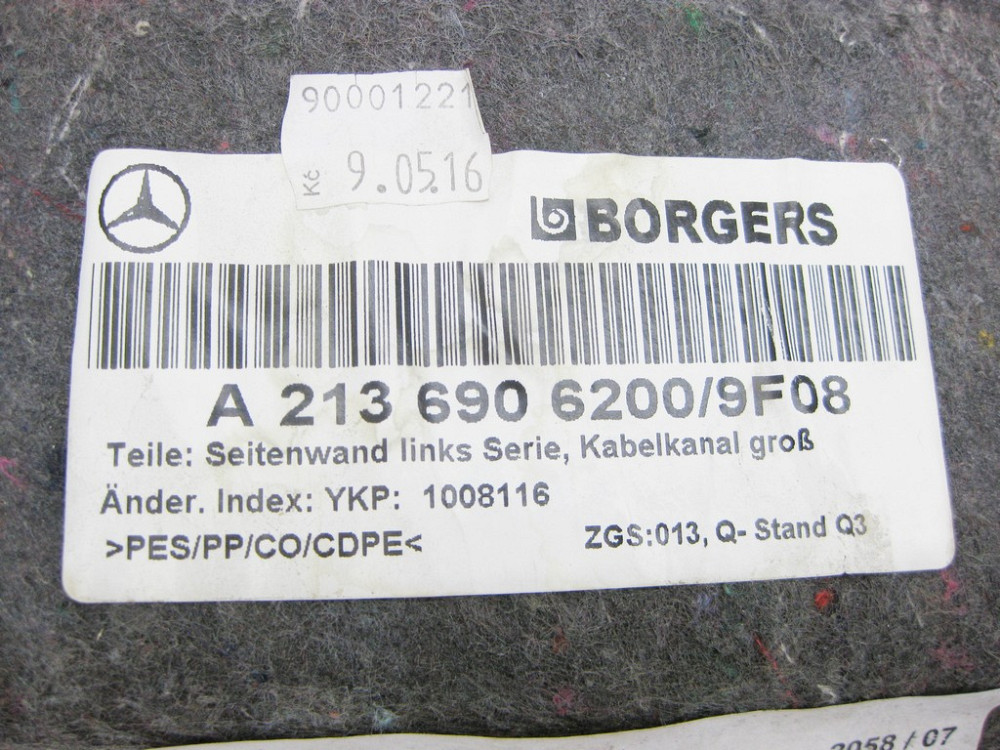 90001221
Kč 9.05.16
BORGERS
A 213 690 6200/9F08
Teile: Seitenwand links Serie, Kabelkanal groß
Änder. Index: YKP: 1008116
>PES/PP/CO/CDPE< ZGS:013, Q- Stand Q3
/ 07